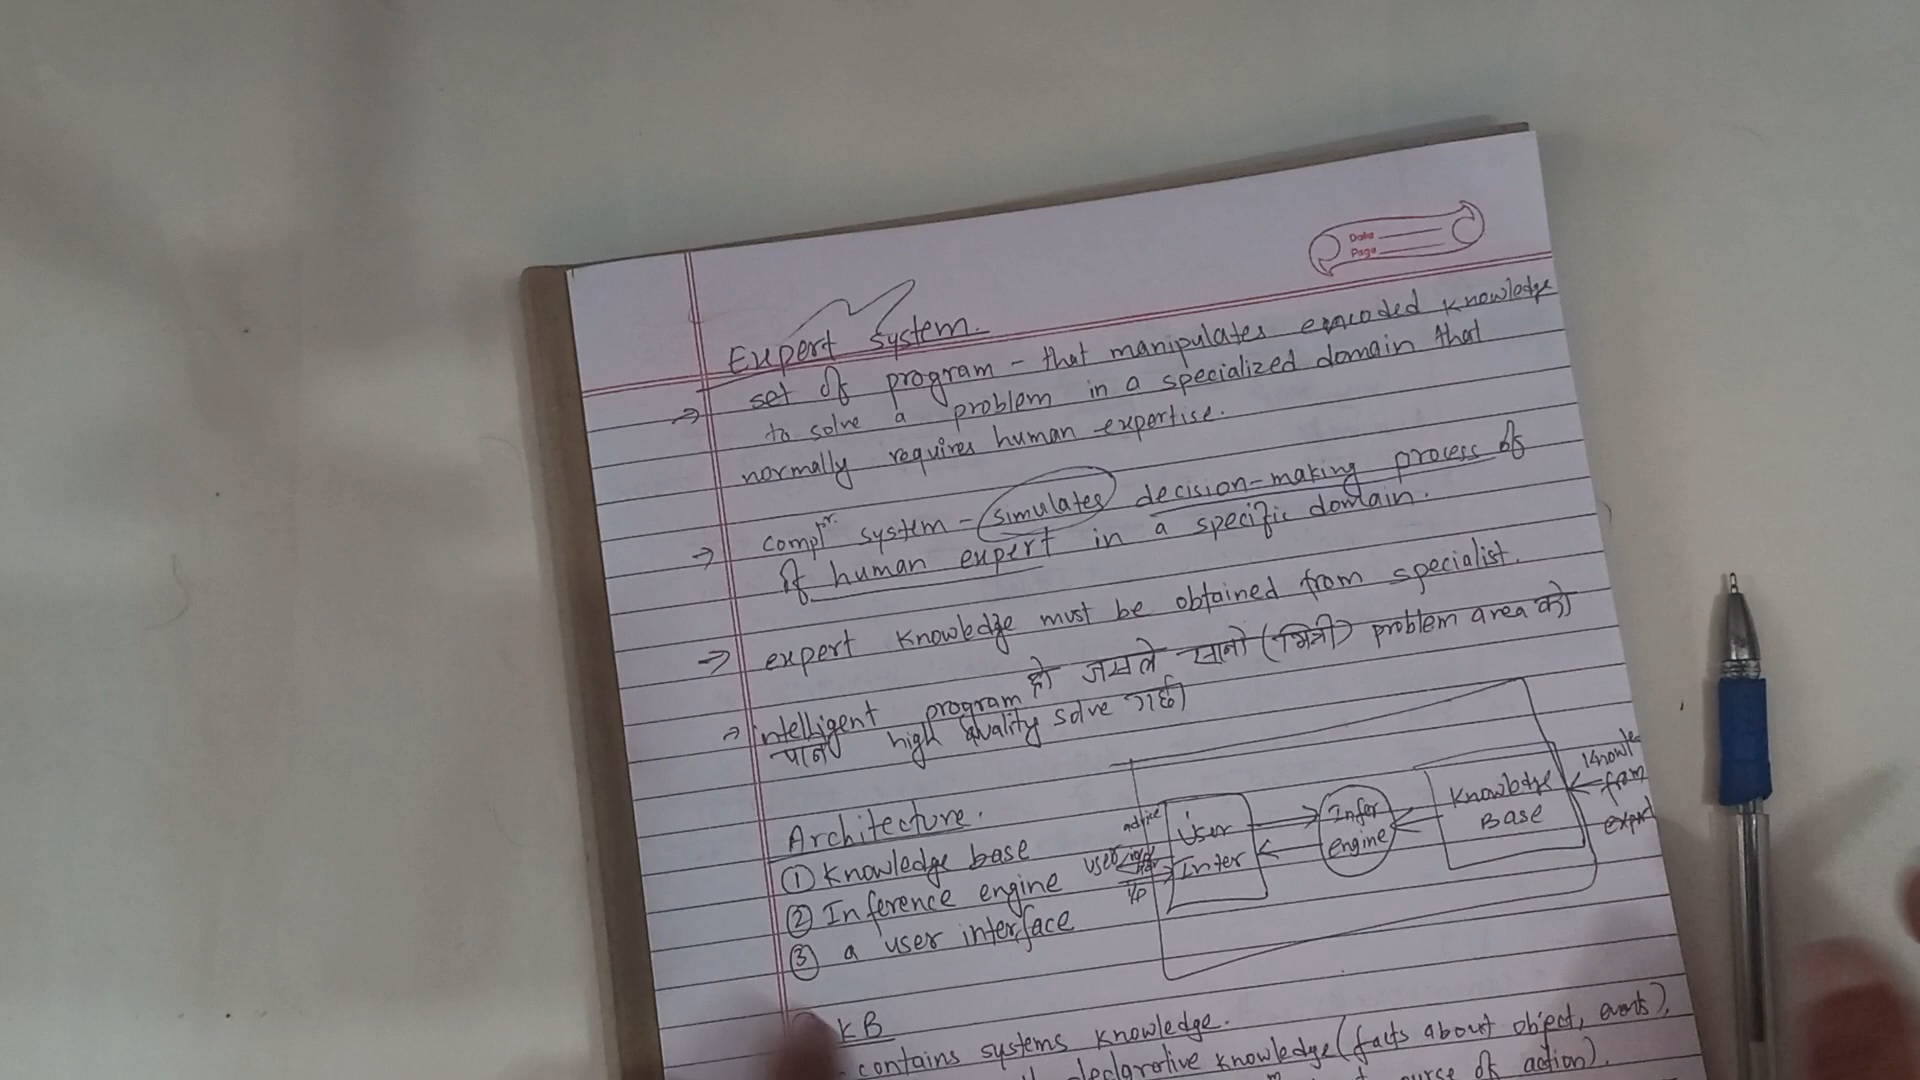 Date
Page
Expert System.
→ set of program - that manipulates encoded knowledge
to solve a problem in a specialized domain that
normally requires human expertise.
→ compⁿr. system - simulates decision-making process of
of human expert in a specific domain.
→ expert knowledge must be obtained from specialist.
→ intelligent program हो जसले सानो (भित्री) problem area को
high quality solve गर्छ।
Architecture.
① Knowledge base
② Inference engine
③ a user interface
advice
user
I/P
User
Inter
Infer
engine
Knowledge
Base
from
KB
contains systems knowledge.
declarative knowledge (facts about object, events),
course of action).